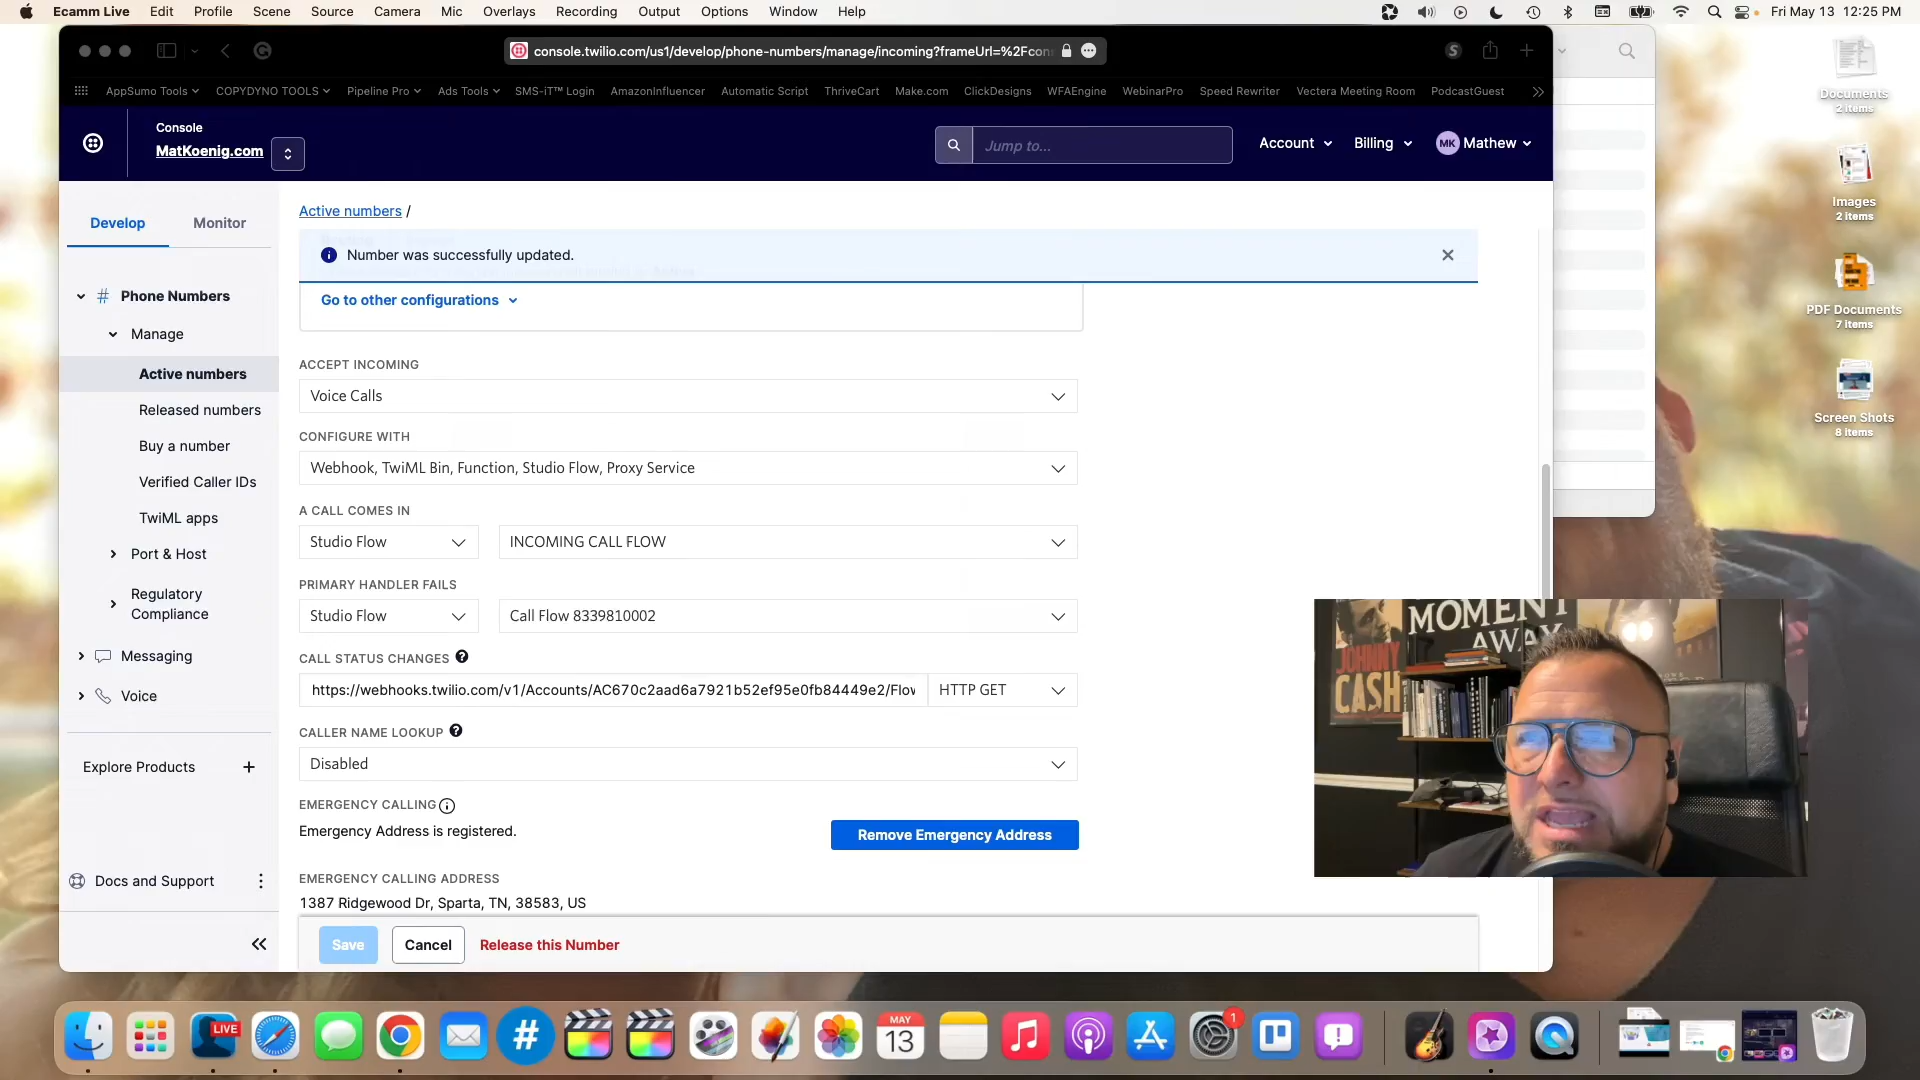 Ecamm Live Edit Profile Scene Source Camera Mic Overlays Recording Output Options Window Help Fri May 13 12:25 PM
console.twilio.com/us1/develop/phone-numbers/manage/incoming?frameUrl=%2Fcon
AppSumo Tools COPYDYNO TOOLS Pipeline Pro Ads Tools SMS-iT™ Login AmazonInfluencer Automatic Script ThriveCart Make.com ClickDesigns WFAEngine WebinarPro Speed Rewriter Vectera Meeting Room PodcastGuest
Console
MatKoenig.com
Jump to...
Account Billing MK Mathew
Develop Monitor
Phone Numbers
Manage
Active numbers
Released numbers
Buy a number
Verified Caller IDs
TwiML apps
Port & Host
Regulatory
Compliance
Messaging
Voice
Explore Products +
Docs and Support
Active numbers /
Number was successfully updated.
Go to other configurations
ACCEPT INCOMING
Voice Calls
CONFIGURE WITH
Webhook, TwiML Bin, Function, Studio Flow, Proxy Service
A CALL COMES IN
Studio Flow INCOMING CALL FLOW
PRIMARY HANDLER FAILS
Studio Flow Call Flow 8339810002
CALL STATUS CHANGES
https://webhooks.twilio.com/v1/Accounts/AC670c2aad6a7921b52ef95e0fb84449e2/Flov HTTP GET
CALLER NAME LOOKUP
Disabled
EMERGENCY CALLING
Emergency Address is registered.
Remove Emergency Address
EMERGENCY CALLING ADDRESS
1387 Ridgewood Dr, Sparta, TN, 38583, US
Save Cancel Release this Number
Documents
2 items
Images
2 items
PDF Documents
7 items
Screen Shots
8 items
MOMENT
AWAY
JOHNNY
CASH
LIVE
MAY
13
1